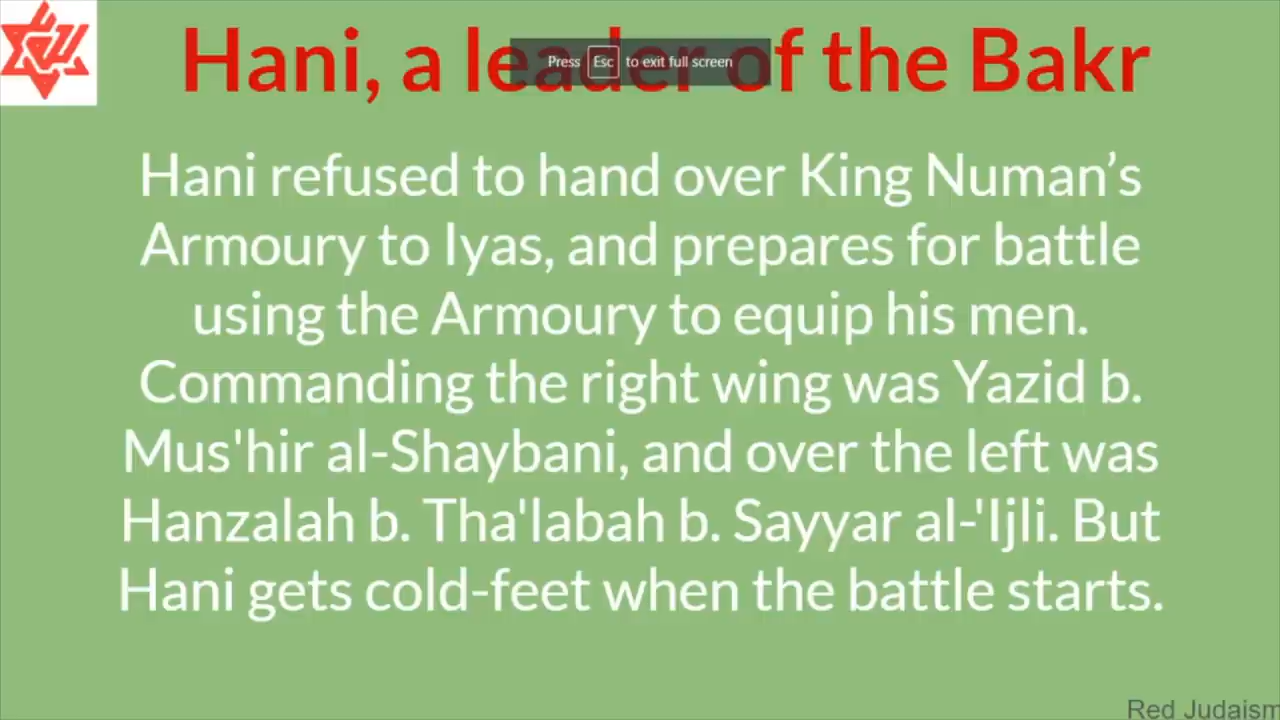 Hani, a leader of the Bakr
Press Esc to exit full screen
Hani refused to hand over King Numan’s
Armoury to Iyas, and prepares for battle
using the Armoury to equip his men.
Commanding the right wing was Yazid b.
Mus'hir al-Shaybani, and over the left was
Hanzalah b. Tha'labah b. Sayyar al-'Ijli. But
Hani gets cold-feet when the battle starts.
Red Judaism